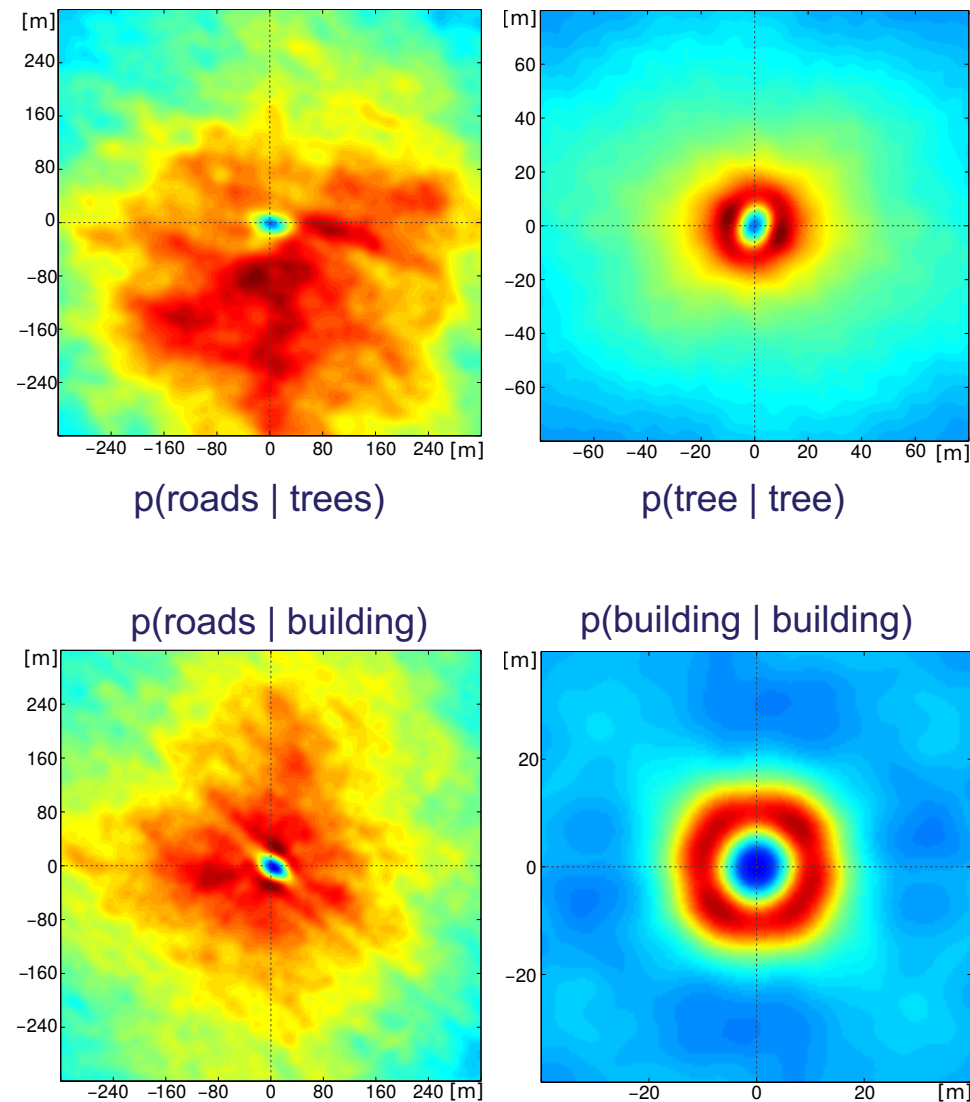 [m]
240
160
80
0
−80
−160
−240
−240 −160 −80 0 80 160 240 [m]
p(roads | trees)
[m]
60
40
20
0
−20
−40
−60
−60 −40 −20 0 20 40 60 [m]
p(tree | tree)
p(roads | building)
[m]
240
160
80
0
−80
−160
−240
−240 −160 −80 0 80 160 240 [m]
p(building | building)
[m]
20
0
−20
−20 0 20 [m]